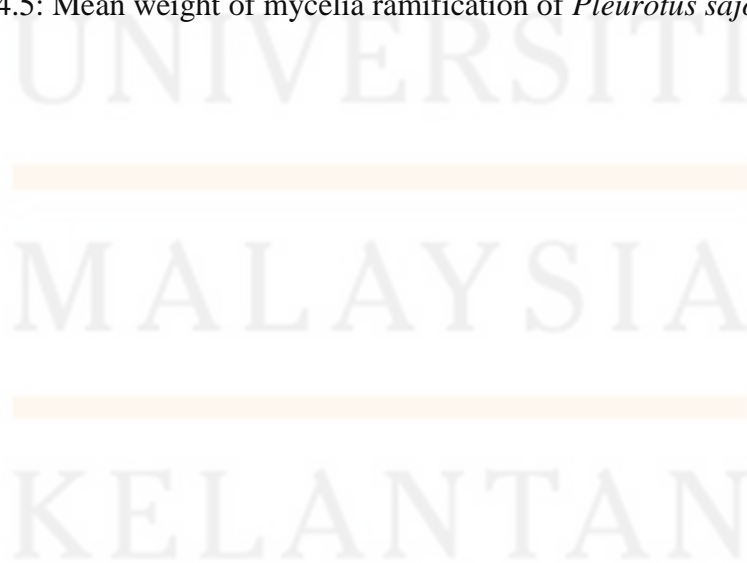 4.5: Mean weight of mycelia ramification of Pleurotus saj
UNIVERSITI
MALAYSIA
KELANTAN